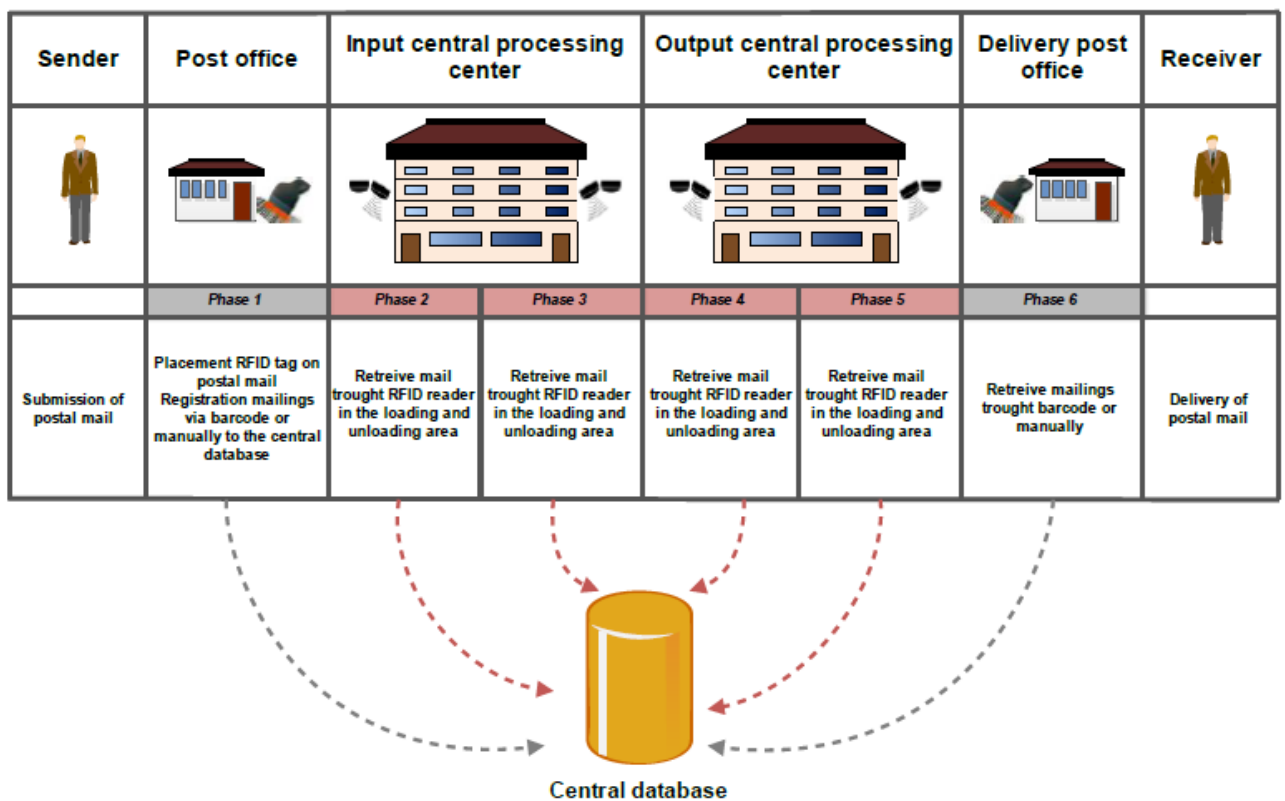 Sender
Post office
Input central processing
center
Output central processing
center
Delivery post
office
Receiver
Phase 1
Phase 2
Phase 3
Phase 4
Phase 5
Phase 6
Submission of
postal mail
Placement RFID tag on
postal mail
Registration mailings
via barcode or
manually to the central
database
Retreive mail
trought RFID reader
in the loading and
unloading area
Retreive mail
trought RFID reader
in the loading and
unloading area
Retreive mail
trought RFID reader
in the loading and
unloading area
Retreive mail
trought RFID reader
in the loading and
unloading area
Retreive mailings
trought barcode or
manually
Delivery of
postal mail
Central database